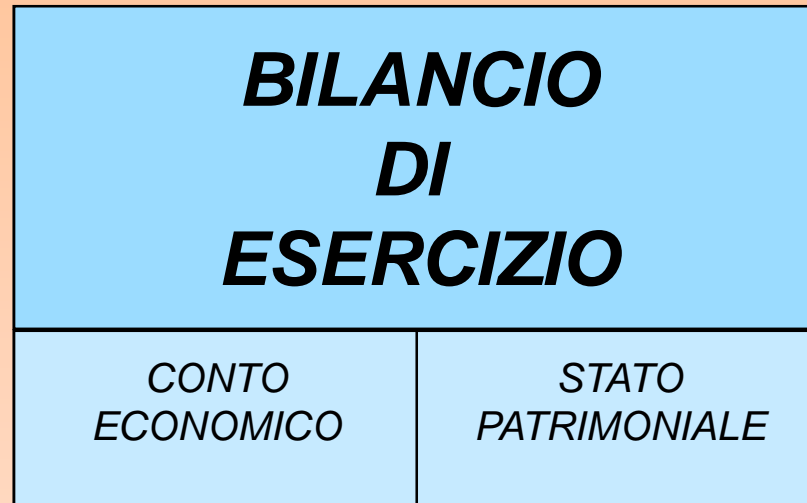 BILANCIO
DI
ESERCIZIO
CONTO
ECONOMICO
STATO
PATRIMONIALE